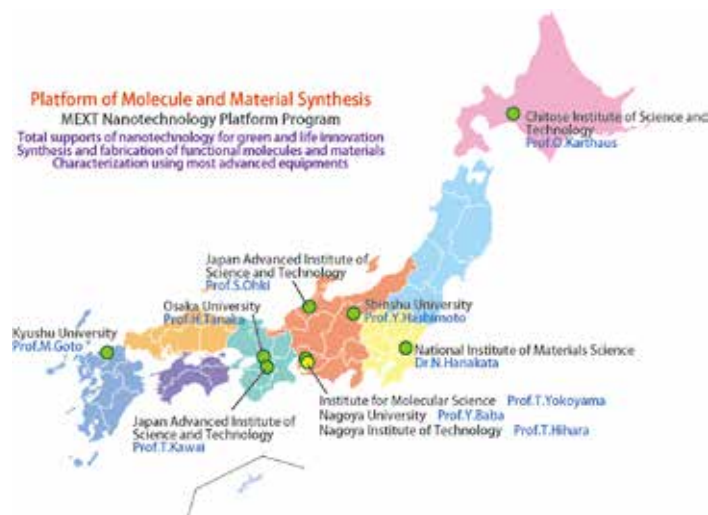 Platform of Molecule and Material Synthesis
MEXT Nanotechnology Platform Program
Total supports of nanotechnology for green and life innovation
Synthesis and fabrication of functional molecules and materials
Characterization using most advanced equipments
Chitose Institute of Science and
Technology
Prof.O.Karthaus
Japan Advanced Institute of
Science and Technology
Prof.S.Ohki
Osaka University
Prof.H.Tanaka
Shinshu University
Prof.Y.Hashimoto
Kyushu University
Prof.M.Goto
National Institute of Materials Science
Dr.N.Hanakata
Institute for Molecular Science Prof.T.Yokoyama
Nagoya University Prof.Y.Baba
Nagoya Institute of Technology Prof.T.Hihara
Japan Advanced Institute of
Science and Technology
Prof.T.Kawai